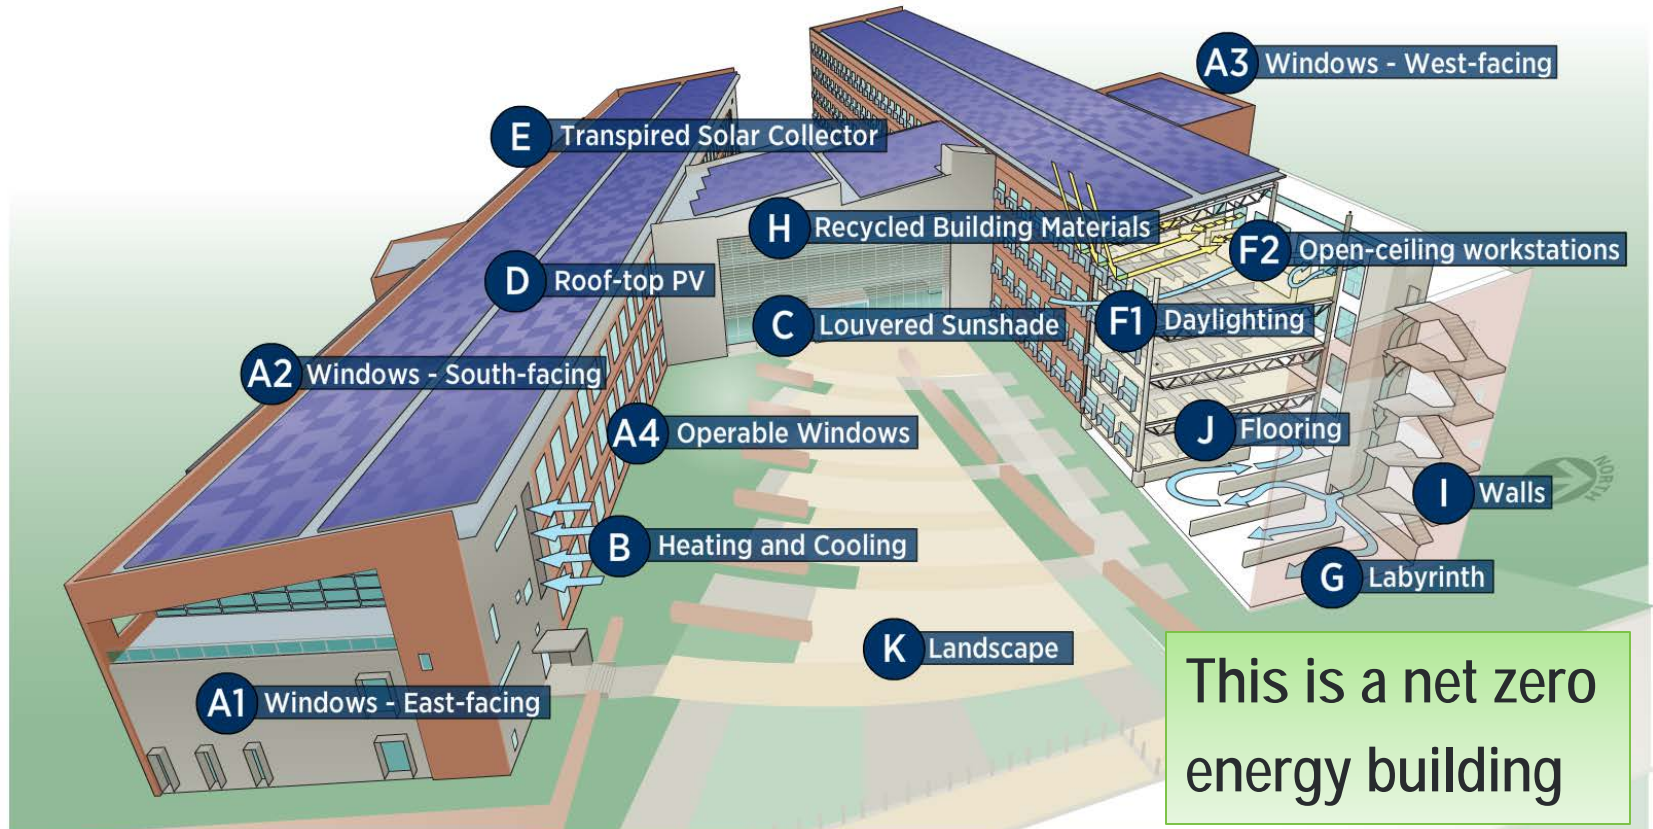 A3 Windows - West-facing
E Transpired Solar Collector
H Recycled Building Materials
F2 Open-ceiling workstations
D Roof-top PV
C Louvered Sunshade
F1 Daylighting
A2 Windows - South-facing
A4 Operable Windows
J Flooring
NORTH
I Walls
B Heating and Cooling
G Labyrinth
K Landscape
A1 Windows - East-facing
This is a net zero
energy building